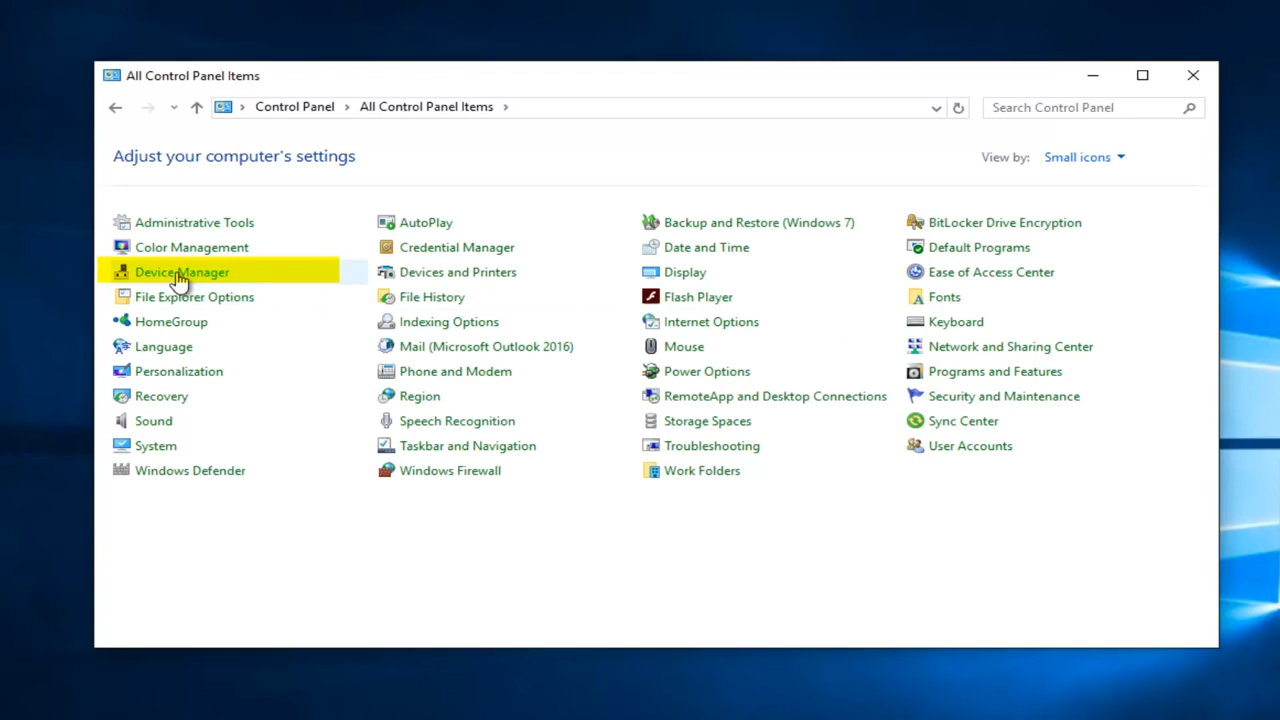 All Control Panel Items
Control Panel > All Control Panel Items >
Search Control Panel
Adjust your computer's settings
View by: Small icons
Administrative Tools AutoPlay Backup and Restore (Windows 7) BitLocker Drive Encryption
Color Management Credential Manager Date and Time Default Programs
Device Manager Devices and Printers Display Ease of Access Center
File Explorer Options File History Flash Player Fonts
HomeGroup Indexing Options Internet Options Keyboard
Language Mail (Microsoft Outlook 2016) Mouse Network and Sharing Center
Personalization Phone and Modem Power Options Programs and Features
Recovery Region RemoteApp and Desktop Connections Security and Maintenance
Sound Speech Recognition Storage Spaces Sync Center
System Taskbar and Navigation Troubleshooting User Accounts
Windows Defender Windows Firewall Work Folders